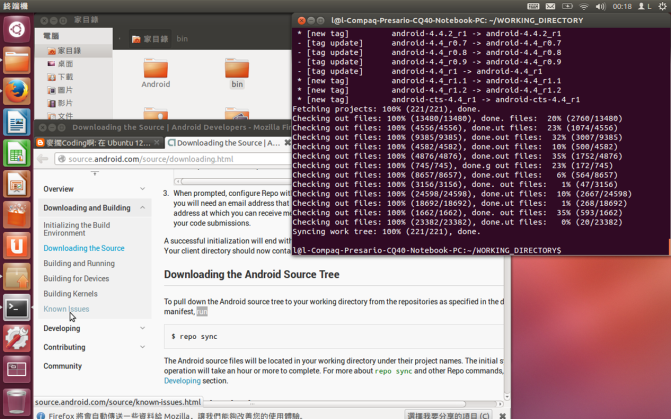 終端機
00:18
L
家目錄
電腦
家目錄
桌面
下載
圖片
影片
文件
家目錄 bin
Android
bin
l@l-Compaq-Presario-CQ40-Notebook-PC: ~/WORKING_DIRECTORY
* [new tag] android-4.4.2_r1 -> android-4.4.2_r1
- [tag update] android-4.4_r0.7 -> android-4.4_r0.7
- [tag update] android-4.4_r0.8 -> android-4.4_r0.8
- [tag update] android-4.4_r0.9 -> android-4.4_r0.9
- [tag update] android-4.4_r1 -> android-4.4_r1
* [new tag] android-4.4_r1.1 -> android-4.4_r1.1
* [new tag] android-4.4_r1.2 -> android-4.4_r1.2
* [new tag] android-cts-4.4_r1 -> android-cts-4.4_r1
Fetching projects: 100% (221/221), done.
Checking out files: 100% (13480/13480), done. files: 20% (2760/13480)
Checking out files: 100% (4556/4556), done.ut files: 23% (1074/4556)
Checking out files: 100% (9385/9385), done.ut files: 32% (3007/9385)
Checking out files: 100% (4582/4582), done.ut files: 10% (500/4582)
Checking out files: 100% (4876/4876), done.ut files: 35% (1752/4876)
Checking out files: 100% (745/745), done.ut files: 23% (172/745)
Checking out files: 100% (8657/8657), done.ut files: 6% (564/8657)
Checking out files: 100% (3156/3156), done.ut files: 1% (47/3156)
Checking out files: 100% (24598/24598), done.ut files: 10% (2667/24598)
Checking out files: 100% (18692/18692), done.ut files: 1% (268/18692)
Checking out files: 100% (1662/1662), done.ut files: 35% (593/1662)
Checking out files: 100% (23382/23382), done.ut files: 0% (20/23382)
Syncing work tree: 100% (221/221), done.
l@l-Compaq-Presario-CQ40-Notebook-PC:~/WORKING_DIRECTORY$
Downloading the Source | Android Developers - Mozilla Fi
在 Ubuntu 12...
Downloading the Source | A...
source.android.com/source/downloading.html
Overview
Downloading and Building
Initializing the Build
Environment
Downloading the Source
Building and Running
Building for Devices
Building Kernels
Known Issues
Developing
Contributing
Community
3. When prompted, configure Repo with
you will need an email address that
address at which you can receive me
your code submissions.
A successful initialization will end with
Your client directory should now conta
Downloading the Android Source Tree
To pull down the Android source tree to your working directory from the repositories as specified in the d
manifest, run
$ repo sync
The Android source files will be located in your working directory under their project names. The initial s
operation will take an hour or more to complete. For more about repo sync and other Repo commands,
Developing section.
source.android.com/source/known-issues.html
Firefox 將會自動傳送一些資料給 Mozilla，讓我們能夠改善您的使用體驗。
選擇我要分享的項目 (C)